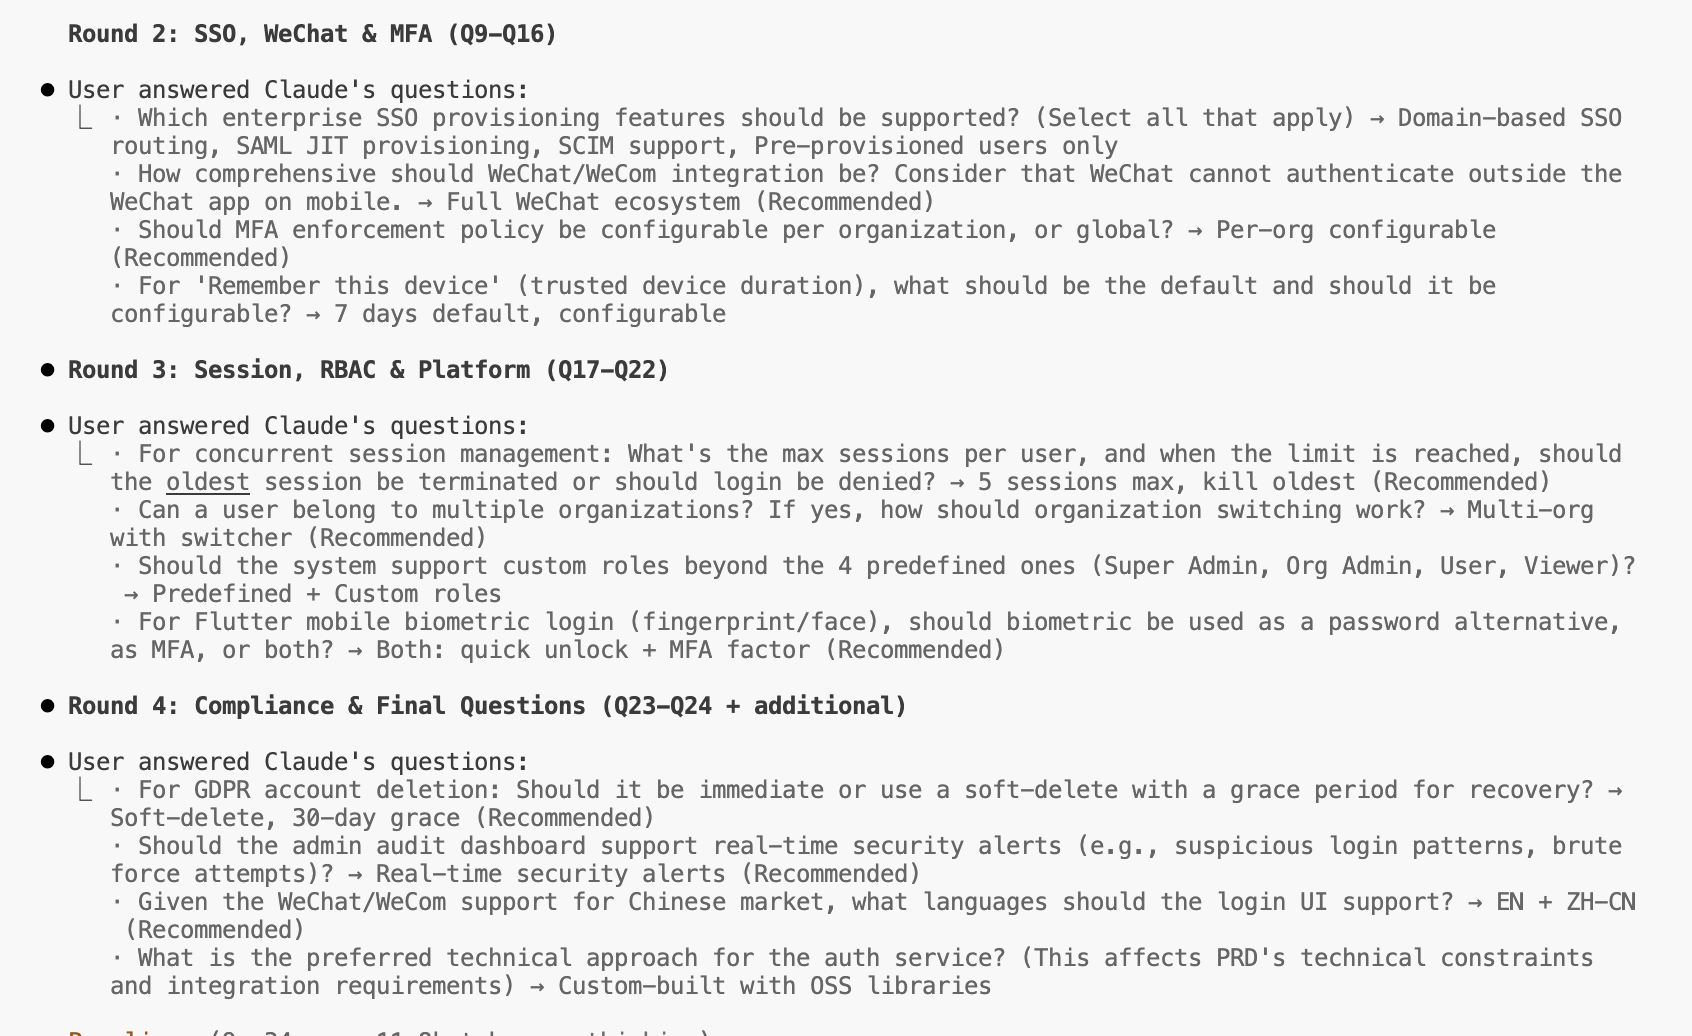 Round 2: SSO, WeChat & MFA (Q9–Q16)
● User answered Claude's questions:
· Which enterprise SSO provisioning features should be supported? (Select all that apply) → Domain-based SSO
routing, SAML JIT provisioning, SCIM support, Pre-provisioned users only
· How comprehensive should WeChat/WeCom integration be? Consider that WeChat cannot authenticate outside the
WeChat app on mobile. → Full WeChat ecosystem (Recommended)
· Should MFA enforcement policy be configurable per organization, or global? → Per-org configurable
(Recommended)
· For 'Remember this device' (trusted device duration), what should be the default and should it be
configurable? → 7 days default, configurable
● Round 3: Session, RBAC & Platform (Q17–Q22)
● User answered Claude's questions:
· For concurrent session management: What's the max sessions per user, and when the limit is reached, should
the oldest session be terminated or should login be denied? → 5 sessions max, kill oldest (Recommended)
· Can a user belong to multiple organizations? If yes, how should organization switching work? → Multi-org
with switcher (Recommended)
· Should the system support custom roles beyond the 4 predefined ones (Super Admin, Org Admin, User, Viewer)?
→ Predefined + Custom roles
· For Flutter mobile biometric login (fingerprint/face), should biometric be used as a password alternative,
as MFA, or both? → Both: quick unlock + MFA factor (Recommended)
● Round 4: Compliance & Final Questions (Q23–Q24 + additional)
● User answered Claude's questions:
· For GDPR account deletion: Should it be immediate or use a soft-delete with a grace period for recovery? →
Soft-delete, 30-day grace (Recommended)
· Should the admin audit dashboard support real-time security alerts (e.g., suspicious login patterns, brute
force attempts)? → Real-time security alerts (Recommended)
· Given the WeChat/WeCom support for Chinese market, what languages should the login UI support? → EN + ZH-CN
(Recommended)
· What is the preferred technical approach for the auth service? (This affects PRD's technical constraints
and integration requirements) → Custom-built with OSS libraries